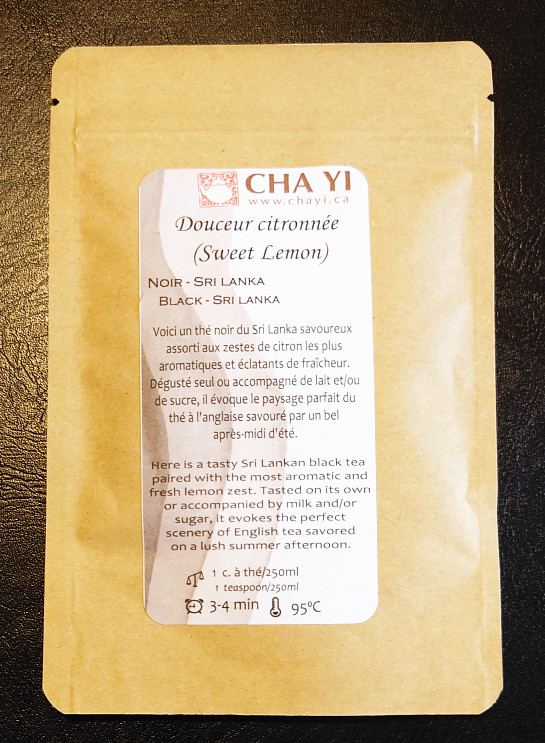 CHA YI
www.chayi.ca
Douceur citronnée
(Sweet Lemon)
NOIR - SRI LANKA
BLACK - SRI LANKA
Voici un thé noir du Sri Lanka savoureux
assorti aux zestes de citron les plus
aromatiques et éclatants de fraîcheur.
Dégusté seul ou accompagné de lait et/ou
de sucre, il évoque le paysage parfait du
thé à l'anglaise savouré par un bel
après-midi d'été.
Here is a tasty Sri Lankan black tea
paired with the most aromatic and
fresh lemon zest. Tasted on its own
or accompanied by milk and/or
sugar, it evokes the perfect
scenery of English tea savored
on a lush summer afternoon.
1 c. à thé/250ml
1 teaspoon/250ml
3-4 min 95°C